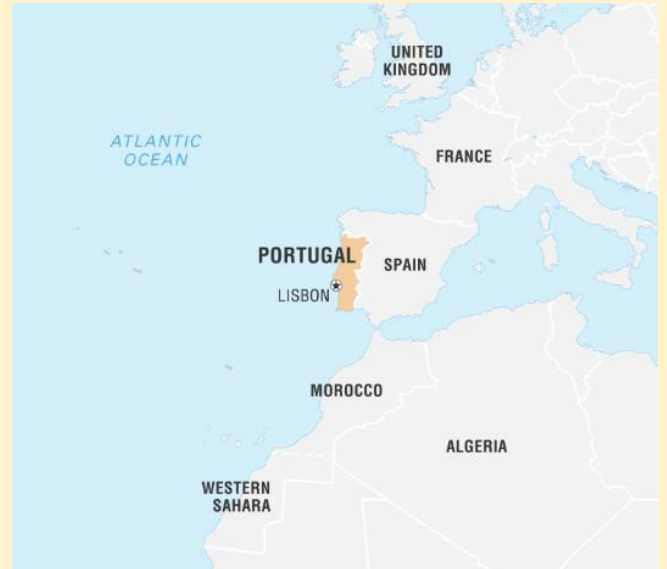 UNITED
KINGDOM
ATLANTIC
OCEAN
FRANCE
PORTUGAL
SPAIN
LISBON
MOROCCO
ALGERIA
WESTERN
SAHARA